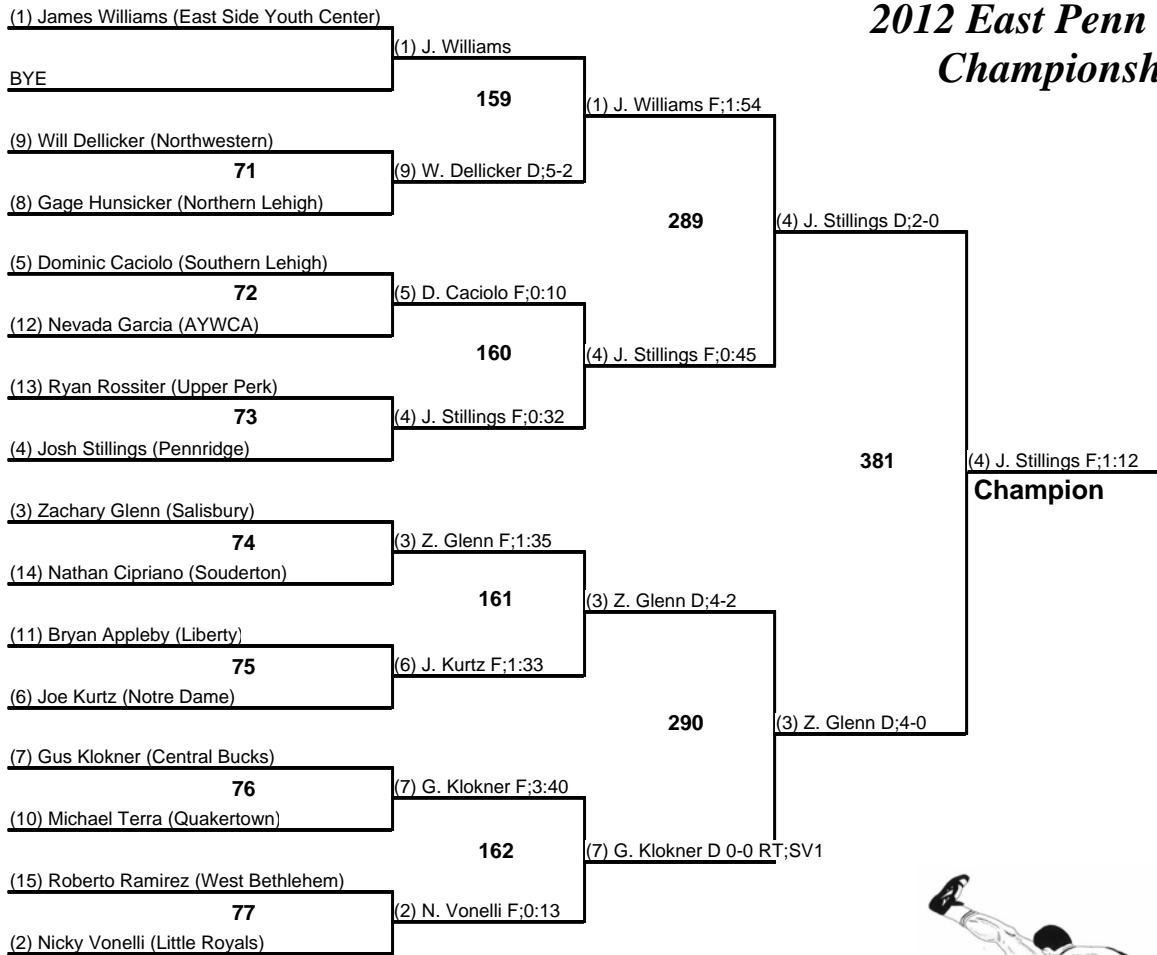 2012 East Penn
Championsh
(1) James Williams (East Side Youth Center)
BYE
(1) J. Williams
159
(9) Will Dellicker (Northwestern)
71
(8) Gage Hunsicker (Northern Lehigh)
(9) W. Dellicker D;5-2
(1) J. Williams F;1:54
289
(5) Dominic Caciolo (Southern Lehigh)
72
(12) Nevada Garcia (AYWCA)
(5) D. Caciolo F;0:10
160
(13) Ryan Rossiter (Upper Perk)
73
(4) Josh Stillings (Pennridge)
(4) J. Stillings F;0:32
(4) J. Stillings F;0:45
(4) J. Stillings D;2-0
381
(4) J. Stillings F;1:12
Champion
(3) Zachary Glenn (Salisbury)
74
(14) Nathan Cipriano (Souderton)
(3) Z. Glenn F;1:35
161
(11) Bryan Appleby (Liberty)
75
(6) Joe Kurtz (Notre Dame)
(6) J. Kurtz F;1:33
(3) Z. Glenn D;4-2
290
(3) Z. Glenn D;4-0
(7) Gus Klokner (Central Bucks)
76
(10) Michael Terra (Quakertown)
(7) G. Klokner F;3:40
162
(7) G. Klokner D 0-0 RT;SV1
(15) Roberto Ramirez (West Bethlehem)
77
(2) Nicky Vonelli (Little Royals)
(2) N. Vonelli F;0:13